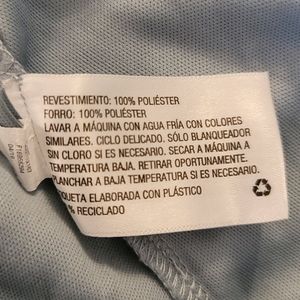 REVESTIMIENTO: 100% POLIÉSTER
FORRO: 100% POLIÉSTER
LAVAR A MÁQUINA CON AGUA FRÍA CON COLORES
SIMILARES. CICLO DELICADO. SÓLO BLANQUEADOR
SIN CLORO SI ES NECESARIO. SECAR A MÁQUINA A
TEMPERATURA BAJA. RETIRAR OPORTUNAMENTE.
PLANCHAR A BAJA TEMPERATURA SI ES NECESARIO.
ETIQUETA ELABORADA CON PLÁSTICO
% RECICLADO